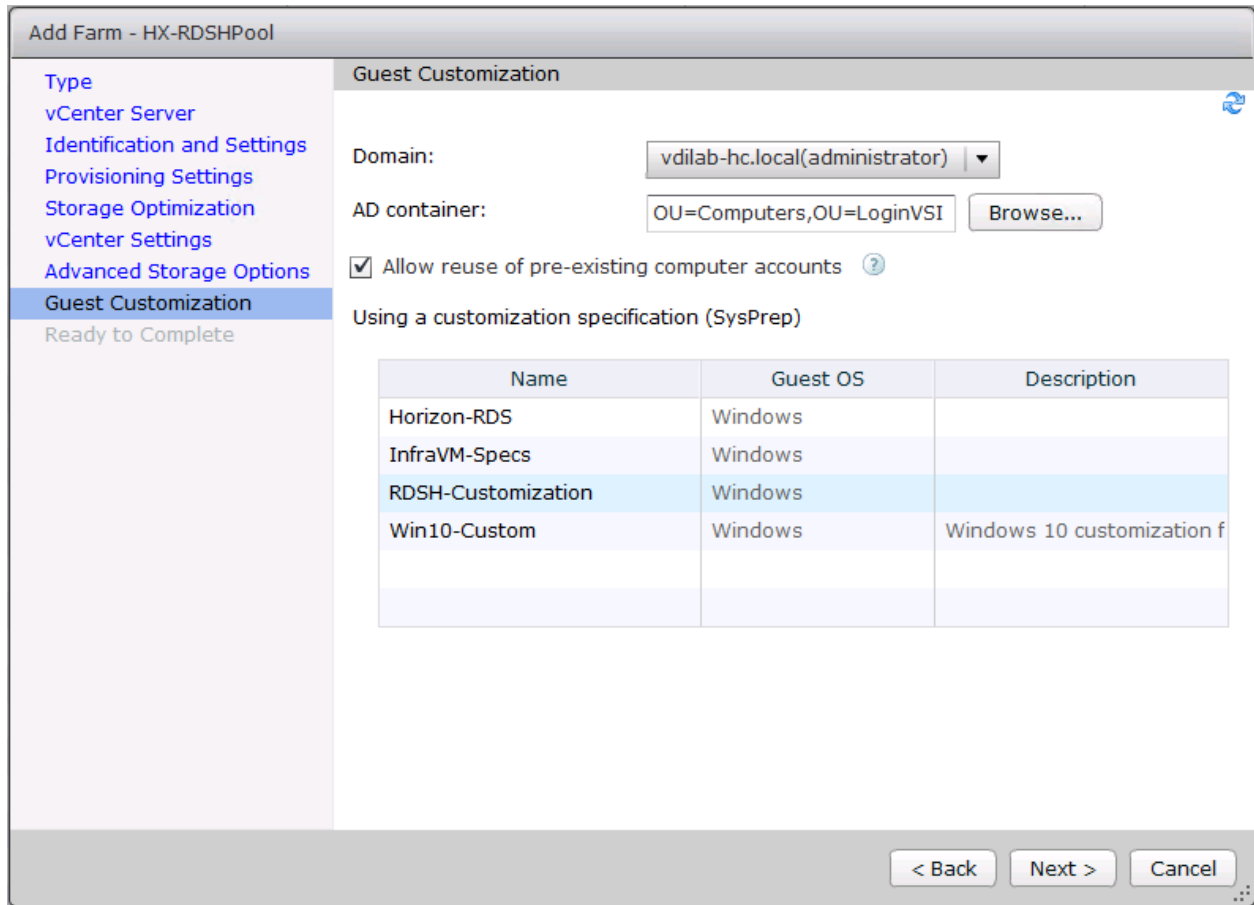 Add Farm - HX-RDSHPool
Type
vCenter Server
Identification and Settings
Provisioning Settings
Storage Optimization
vCenter Settings
Advanced Storage Options
Guest Customization
Ready to Complete
Guest Customization
Domain: vdilab-hc.local(administrator)
AD container: OU=Computers,OU=LoginVSI Browse...
Allow reuse of pre-existing computer accounts ?
Using a customization specification (SysPrep)
Name Guest OS Description
Horizon-RDS Windows
InfraVM-Specs Windows
RDSH-Customization Windows
Win10-Custom Windows Windows 10 customization f
< Back Next > Cancel